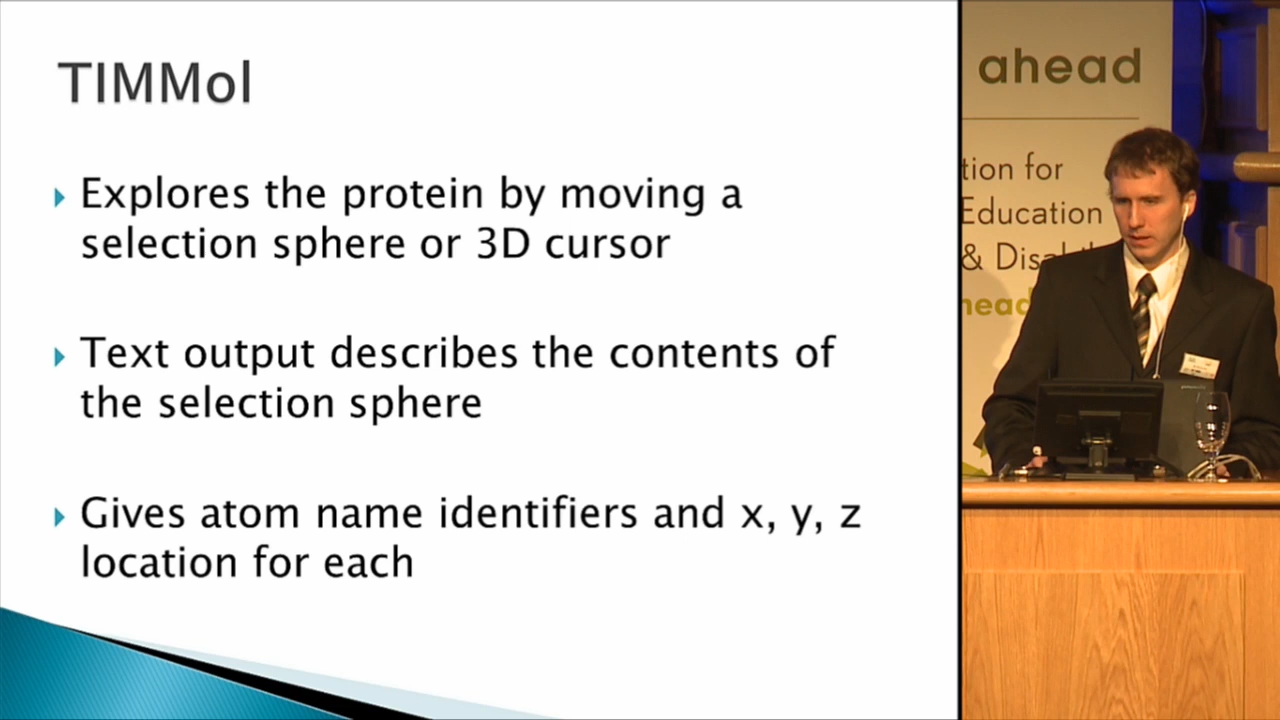 TIMMol
Explores the protein by moving a
selection sphere or 3D cursor
Text output describes the contents of
the selection sphere
Gives atom name identifiers and x, y, z
location for each
ahead
tion for
Education
& Disa
head